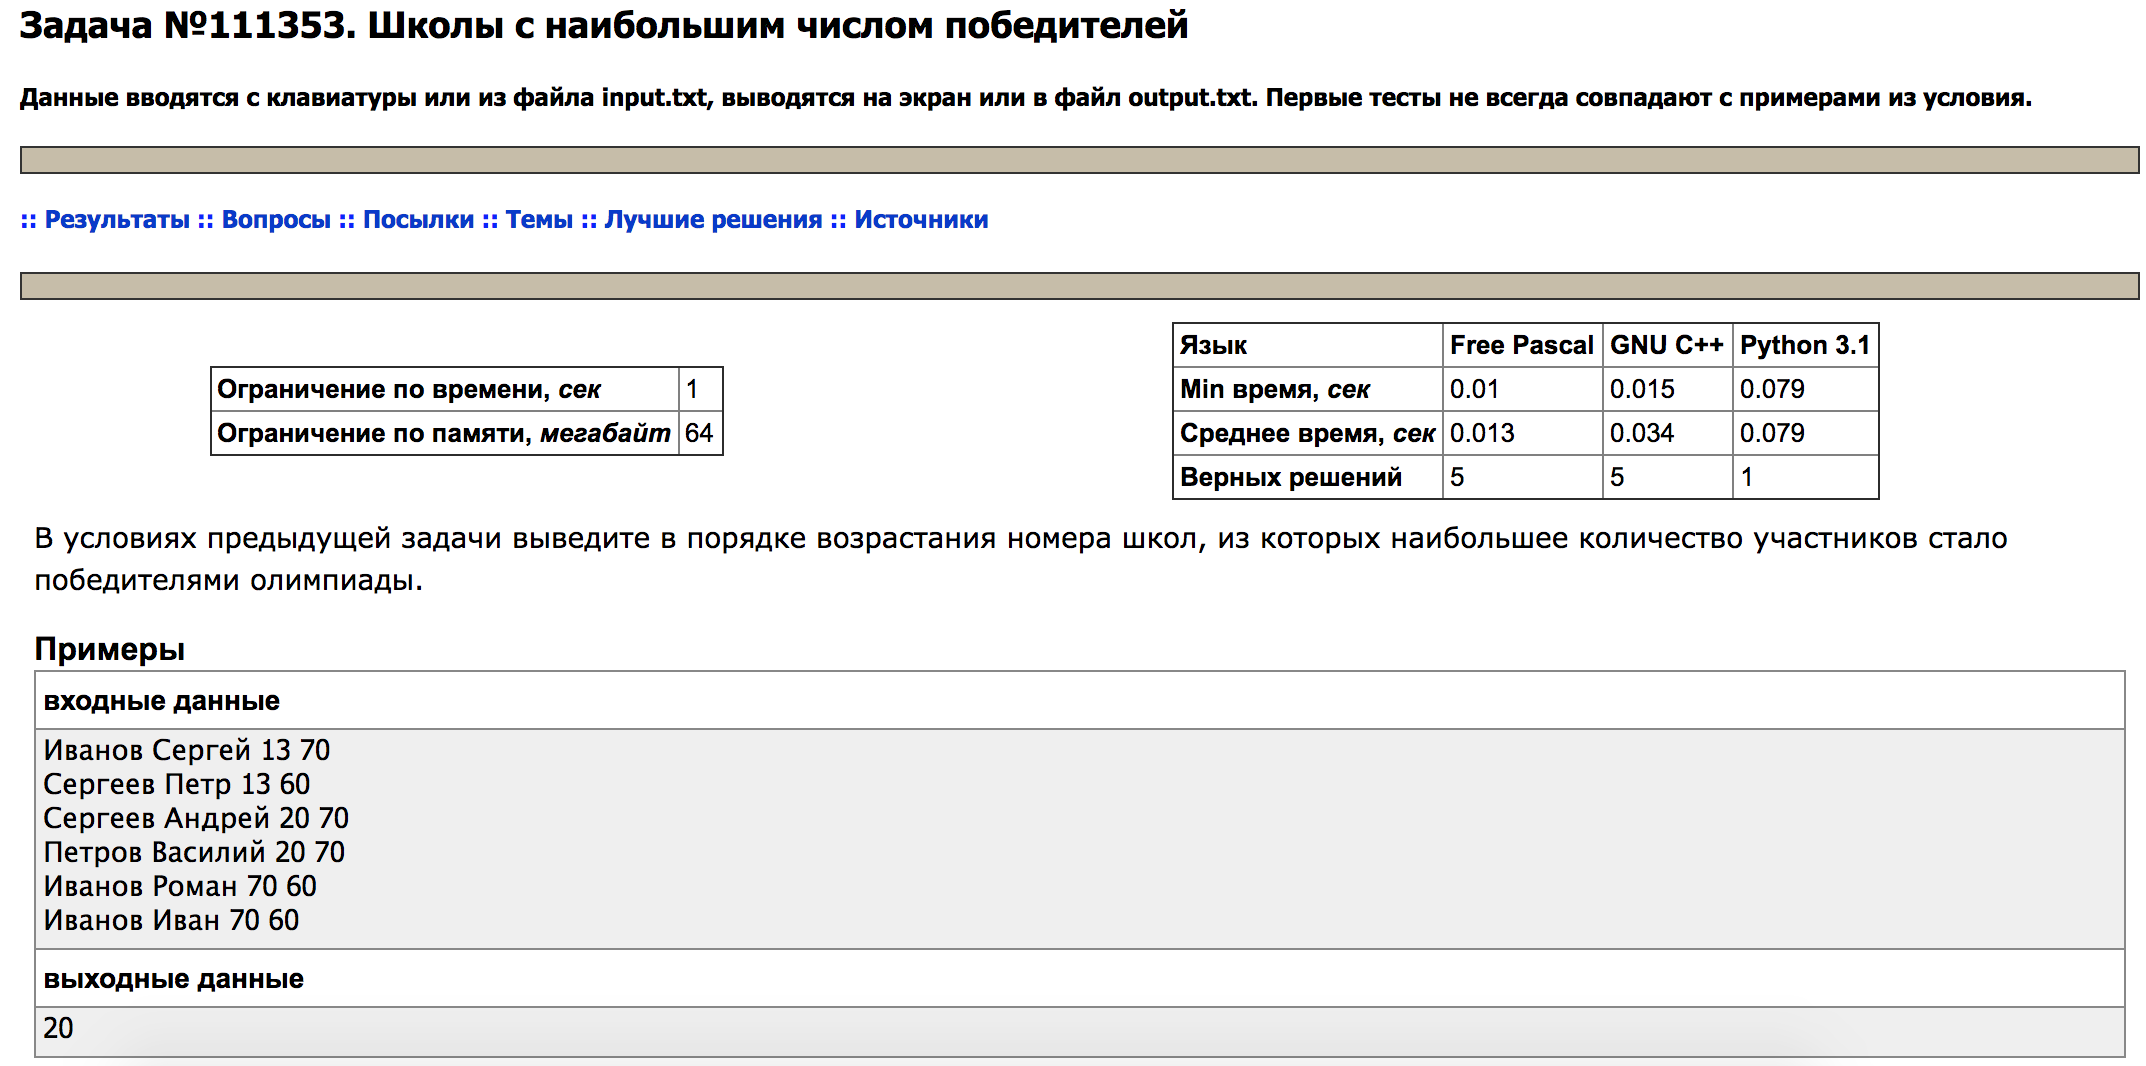 Задача №111353. Школы с наибольшим числом победителей
Данные вводятся с клавиатуры или из файла input.txt, выводятся на экран или в файл output.txt. Первые тесты не всегда совпадают с примерами из условия.
:: Результаты :: Вопросы :: Посылки :: Темы :: Лучшие решения :: Источники
Ограничение по времени, сек 1
Ограничение по памяти, мегабайт 64
Язык Free Pascal GNU C++ Python 3.1
Min время, сек 0.01 0.015 0.079
Среднее время, сек 0.013 0.034 0.079
Верных решений 5 5 1
В условиях предыдущей задачи выведите в порядке возрастания номера школ, из которых наибольшее количество участников стало
победителями олимпиады.
Примеры
входные данные
Иванов Сергей 13 70
Сергеев Петр 13 60
Сергеев Андрей 20 70
Петров Василий 20 70
Иванов Роман 70 60
Иванов Иван 70 60
выходные данные
20